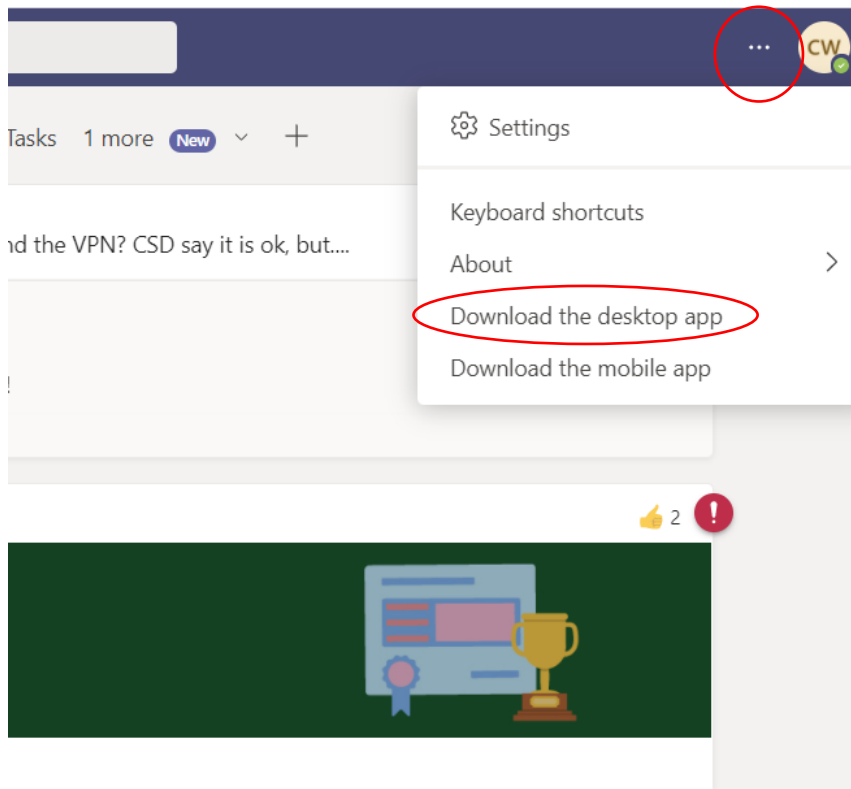 ... CW
Tasks 1 more New
Settings
Keyboard shortcuts
nd the VPN? CSD say it is ok, but....
About
Download the desktop app
Download the mobile app
!
2 !